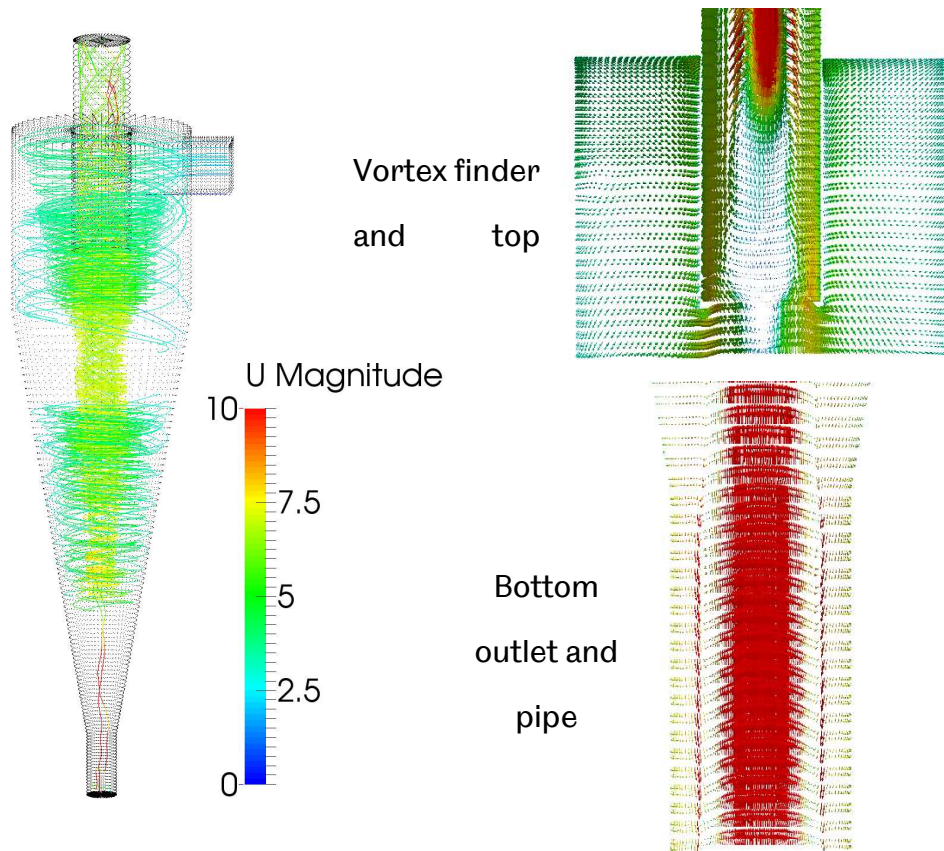 Vortex finder
and top
U Magnitude
10
7.5
5
2.5
0
Bottom
outlet and
pipe